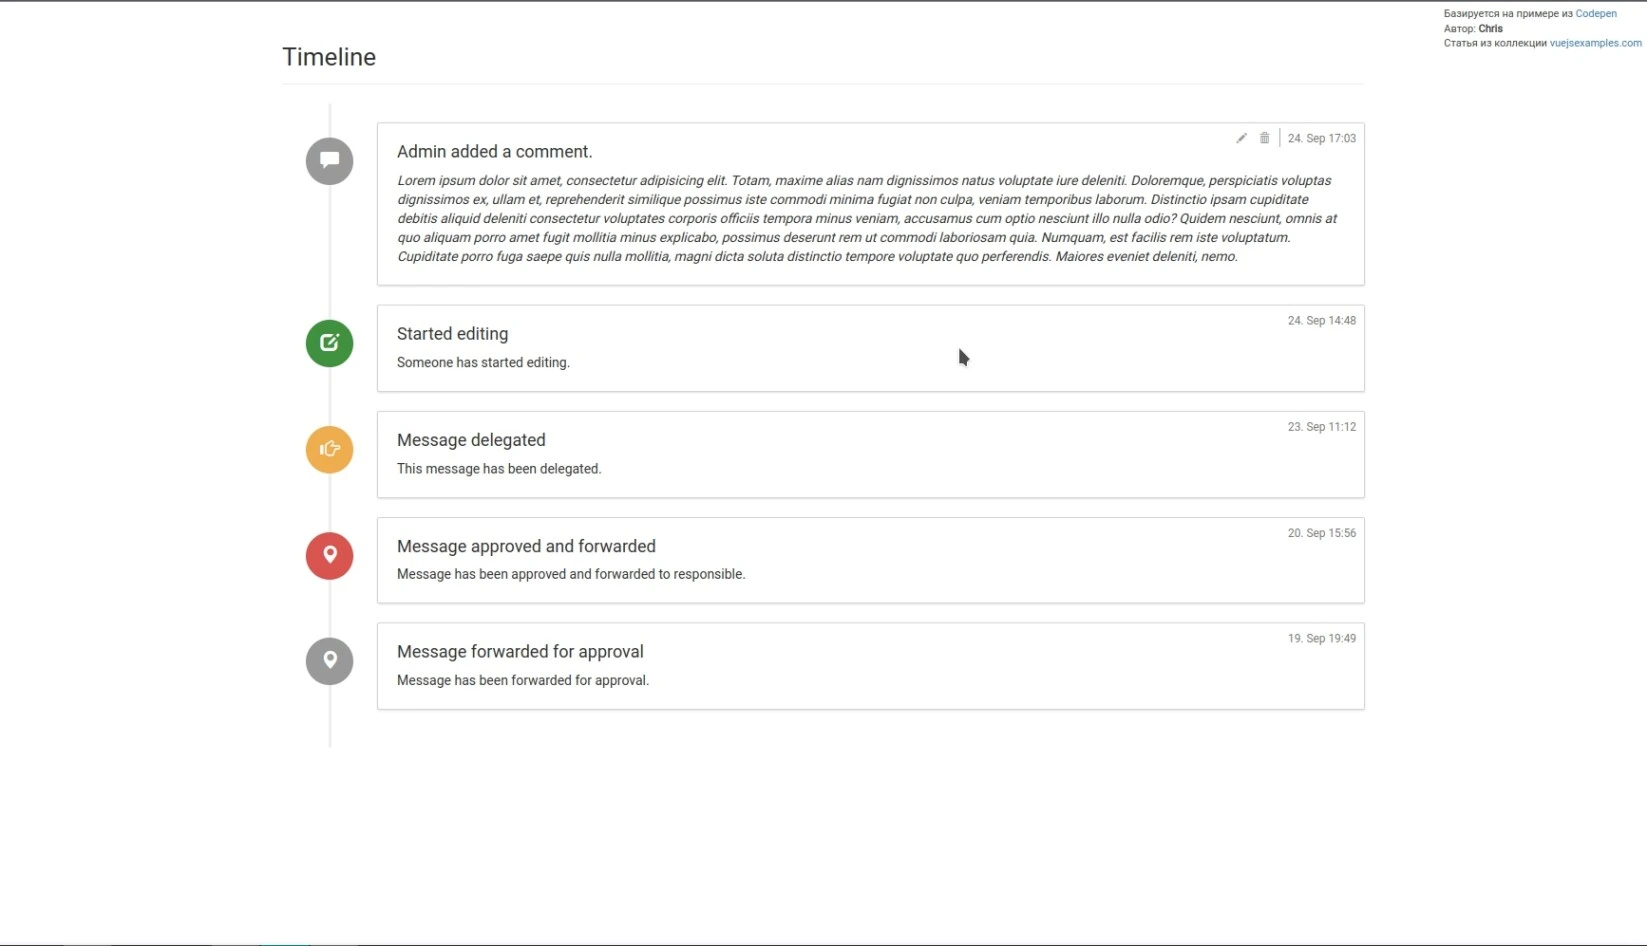 Базируется на примере из Codepen
Автор: Chris
Статья из коллекции vuejsexamples.com
Timeline
24. Sep 17:03
Admin added a comment.
Lorem ipsum dolor sit amet, consectetur adipisicing elit. Totam, maxime alias nam dignissimos natus voluptate iure deleniti. Doloremque, perspiciatis voluptas
dignissimos ex, ullam et, reprehenderit similique possimus iste commodi minima fugiat non culpa, veniam temporibus laborum. Distinctio ipsam cupiditate
debitis aliquid deleniti consectetur voluptates corporis officiis tempora minus veniam, accusamus cum optio nesciunt illo nulla odio? Quidem nesciunt, omnis at
quo aliquam porro amet fugit mollitia minus explicabo, possimus deserunt rem ut commodi laboriosam quia. Numquam, est facilis rem iste voluptatum.
Cupiditate porro fuga saepe quis nulla mollitia, magni dicta soluta distinctio tempore voluptate quo perferendis. Maiores eveniet deleniti, nemo.
24. Sep 14:48
Started editing
Someone has started editing.
23. Sep 11:12
Message delegated
This message has been delegated.
20. Sep 15:56
Message approved and forwarded
Message has been approved and forwarded to responsible.
19. Sep 19:49
Message forwarded for approval
Message has been forwarded for approval.